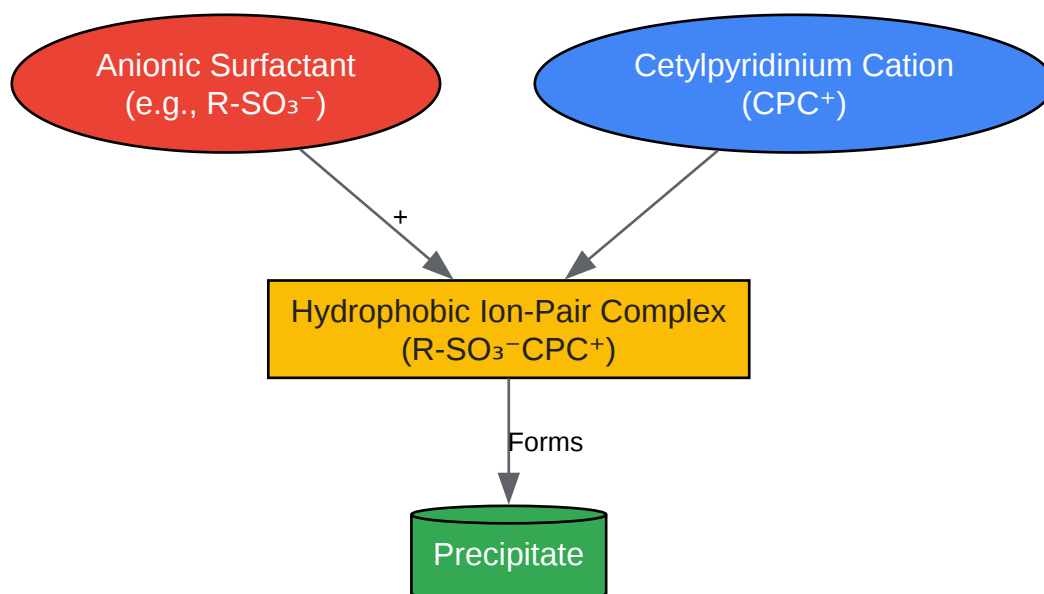 Anionic Surfactant
(e.g., R-SO₃⁻)
Cetylpyridinium Cation
(CPC⁺)
+
Hydrophobic Ion-Pair Complex
(R-SO₃⁻CPC⁺)
Forms
Precipitate